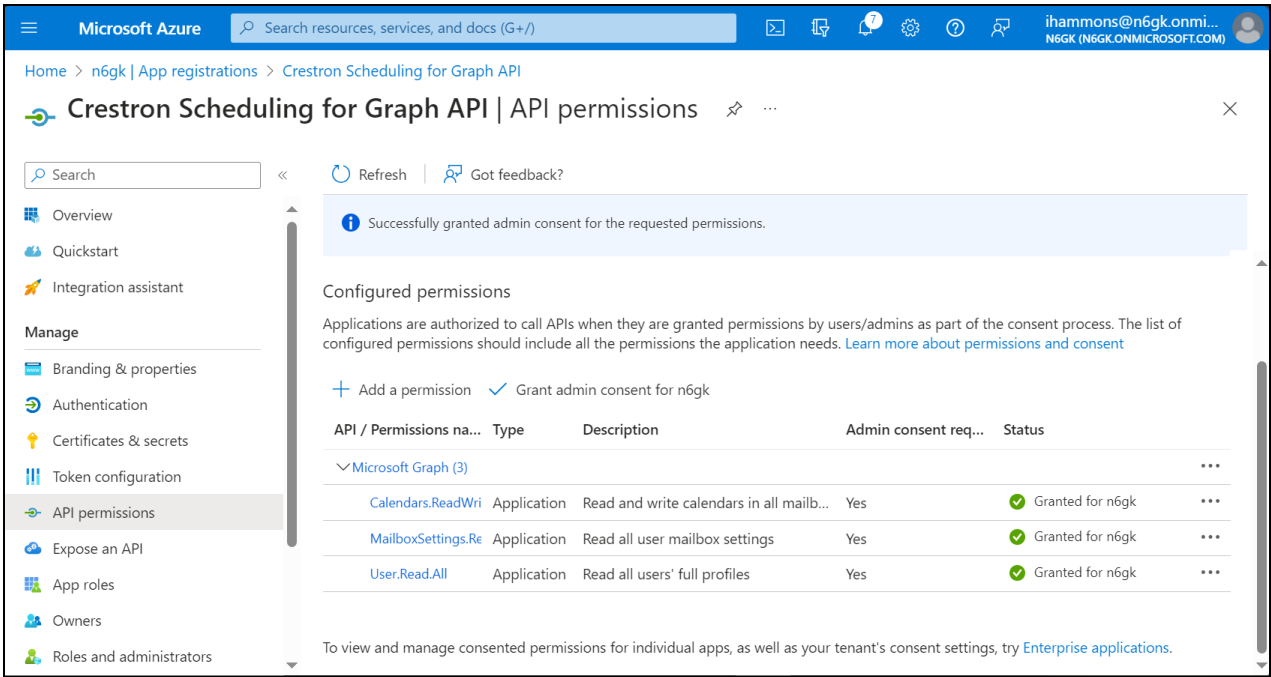 Microsoft Azure
Search resources, services, and docs (G+/)
7
ihammons@n6gk.onmi...
N6GK (N6GK.ONMICROSOFT.COM)
Home > n6gk | App registrations > Crestron Scheduling for Graph API
Crestron Scheduling for Graph API | API permissions
Search
Refresh
Got feedback?
Overview
Quickstart
Integration assistant
Manage
Branding & properties
Authentication
Certificates & secrets
Token configuration
API permissions
Expose an API
App roles
Owners
Roles and administrators
Successfully granted admin consent for the requested permissions.
Configured permissions
Applications are authorized to call APIs when they are granted permissions by users/admins as part of the consent process. The list of
configured permissions should include all the permissions the application needs. Learn more about permissions and consent
Add a permission Grant admin consent for n6gk
API / Permissions na... Type Description Admin consent req... Status
Microsoft Graph (3)
Calendars.ReadWri Application Read and write calendars in all mailb... Yes Granted for n6gk
MailboxSettings.Re Application Read all user mailbox settings Yes Granted for n6gk
User.Read.All Application Read all users' full profiles Yes Granted for n6gk
To view and manage consented permissions for individual apps, as well as your tenant's consent settings, try Enterprise applications.